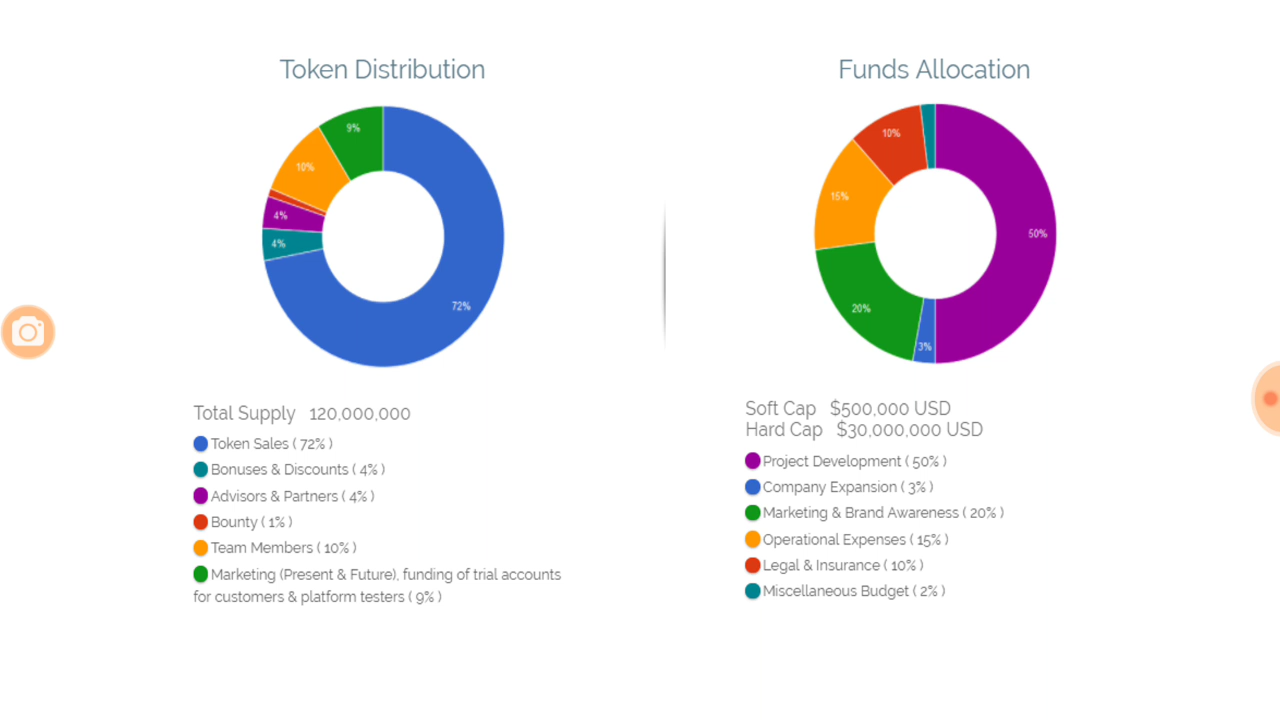 Token Distribution
9%
10%
4%
4%
72%
Total Supply 120,000,000
Token Sales ( 72% )
Bonuses & Discounts ( 4% )
Advisors & Partners ( 4% )
Bounty ( 1% )
Team Members ( 10% )
Marketing (Present & Future), funding of trial accounts
for customers & platform testers ( 9% )
Funds Allocation
10%
15%
50%
20%
3%
Soft Cap $500,000 USD
Hard Cap $30,000,000 USD
Project Development ( 50% )
Company Expansion ( 3% )
Marketing & Brand Awareness ( 20% )
Operational Expenses ( 15% )
Legal & Insurance ( 10% )
Miscellaneous Budget ( 2% )